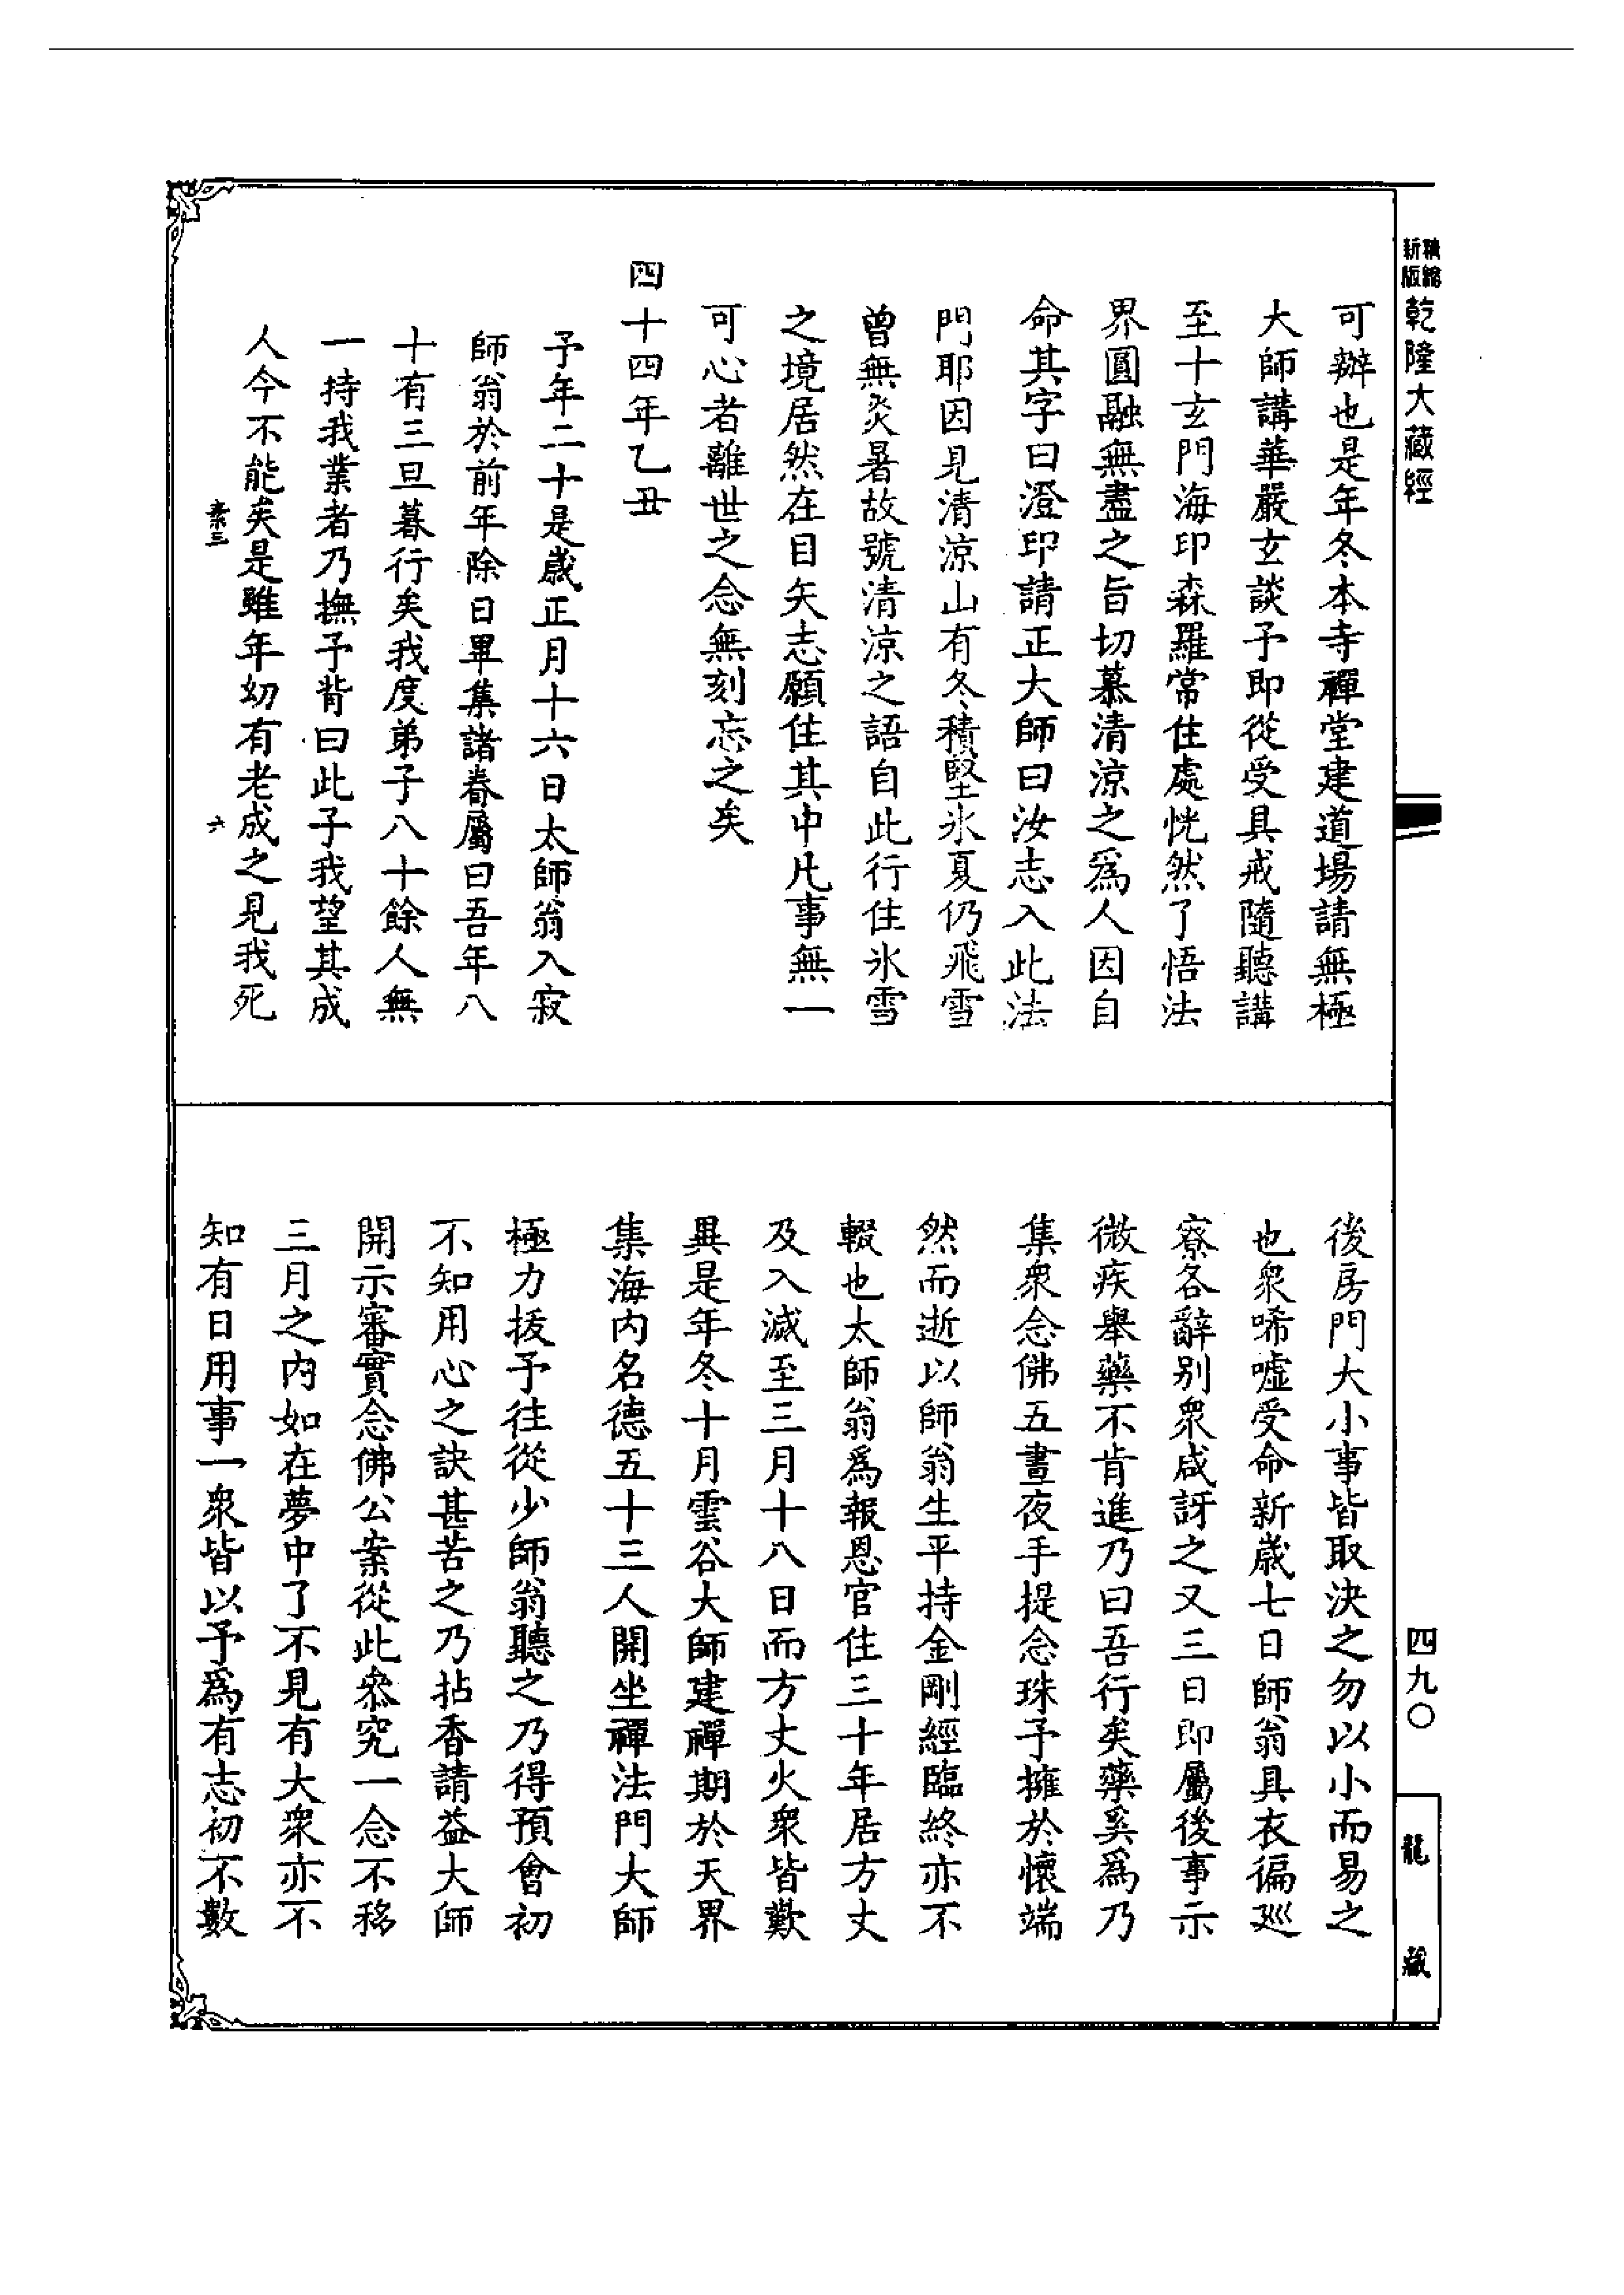 精縮新版乾隆大藏經
可辦也是年冬本寺禪堂建道場請無極
大師講華嚴玄談予即從受具戒隨聽講
至十玄門海印森羅常住處恍然了悟法
界圓融無盡之旨切慕清涼之為人因自
命其字曰澄印請正大師曰汝志入此法
門耶因見清涼山有冬積堅氷夏仍飛雪
曾無炎暑故號清涼之語自此行住氷雪
之境居然在目矢志願住其中凡事無一
可心者離世之念無刻忘之矣
四十四年乙丑
予年二十是歲正月十六日太師翁入寂
師翁於前年除日畢集諸眷屬曰吾年八
十有三旦暮行矣我度弟子八十餘人無
一持我業者乃撫予背曰此子我望其成
人今不能矣是雖年幼有老成之見我死
六
後房門大小事皆取決之勿以小而易之
也衆唏噓受命新歲七日師翁具衣徧巡
寮各辭別衆咸訝之又三日即屬後事示
微疾舉藥不肯進乃曰吾行矣藥奚為乃
集衆念佛五晝夜手提念珠予擁於懷端
然而逝以師翁生平持金剛經臨終亦不
輟也太師翁為報恩官住三十年居方丈
及入滅至三月十八日而方丈火衆皆歎
異是年冬十月雲谷大師建禪期於天界
集海内名德五十三人開坐禪法門大師
極力拔予往從少師翁聽之乃得預會初
不知用心之訣甚苦之乃拈香請益大師
開示審實念佛公案從此叅究一念不移
三月之内如在夢中了不見有大衆亦不
知有日用事一衆皆以予為有志初不數
四九〇
龍藏